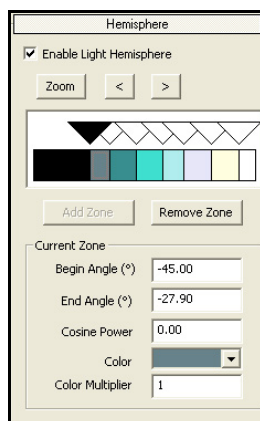 Hemisphere
Enable Light Hemisphere
Zoom < >
Add Zone Remove Zone
Current Zone
Begin Angle (°) -45.00
End Angle (°) -27.90
Cosine Power 0.00
Color
Color Multiplier 1